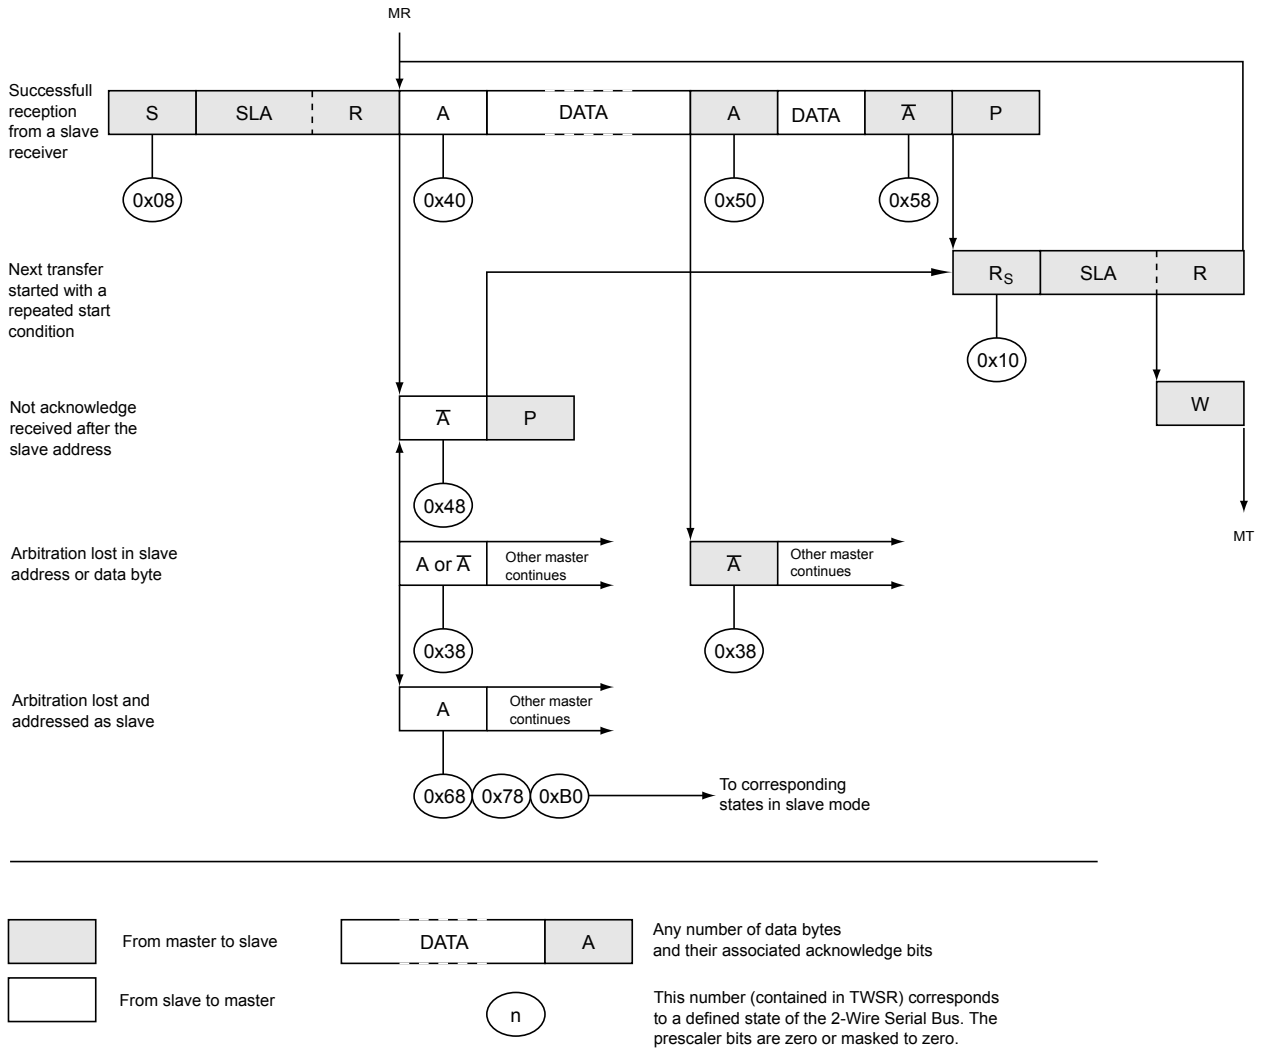 MR
Successfull
reception
from a slave
receiver
S SLA R A DATA A DATA A̅ P
0x08 0x40 0x50 0x58
Next transfer
started with a
repeated start
condition
RS SLA R
0x10
Not acknowledge
received after the
slave address
A̅ P
W
0x48
MT
Arbitration lost in slave
address or data byte
A or A̅ Other master
continues
A̅ Other master
continues
0x38 0x38
Arbitration lost and
addressed as slave
A Other master
continues
0x68 0x78 0xB0
To corresponding
states in slave mode
From master to slave
DATA A
Any number of data bytes
and their associated acknowledge bits
From slave to master
n
This number (contained in TWSR) corresponds
to a defined state of the 2-Wire Serial Bus. The
prescaler bits are zero or masked to zero.